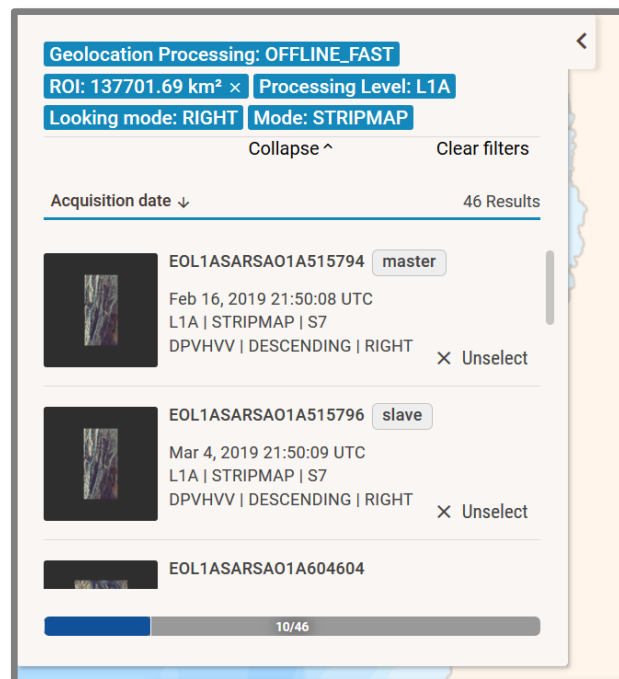 Geolocation Processing: OFFLINE_FAST
ROI: 137701.69 km² × Processing Level: L1A
Looking mode: RIGHT Mode: STRIPMAP
Collapse ^ Clear filters
Acquisition date ↓ 46 Results
EOL1ASARSAO1A515794 master
Feb 16, 2019 21:50:08 UTC
L1A | STRIPMAP | S7
DPVHVV | DESCENDING | RIGHT
× Unselect
EOL1ASARSAO1A515796 slave
Mar 4, 2019 21:50:09 UTC
L1A | STRIPMAP | S7
DPVHVV | DESCENDING | RIGHT
× Unselect
EOL1ASARSAO1A604604
10/46